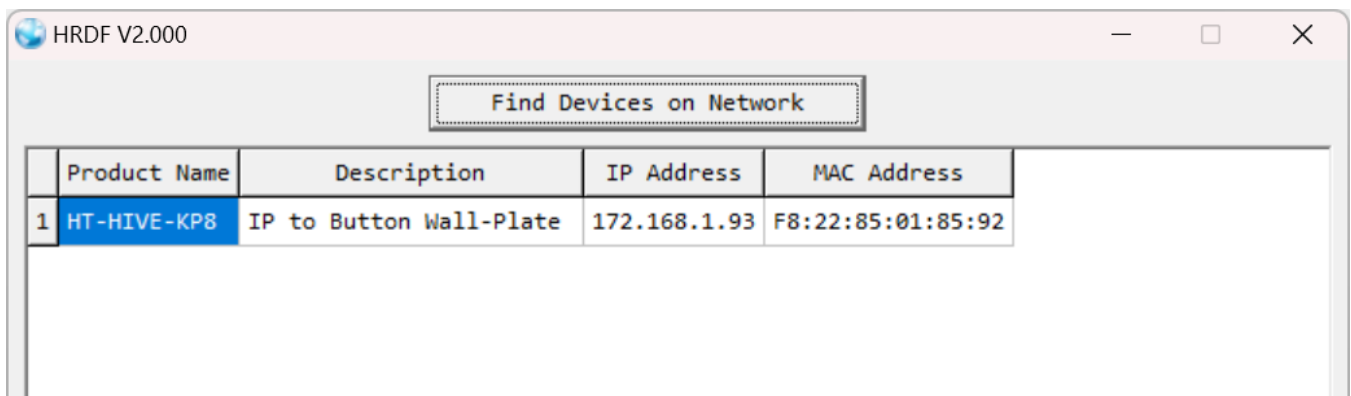 HRDF V2.000
Find Devices on Network
Product Name Description IP Address MAC Address
1 HT-HIVE-KP8 IP to Button Wall-Plate 172.168.1.93 F8:22:85:01:85:92